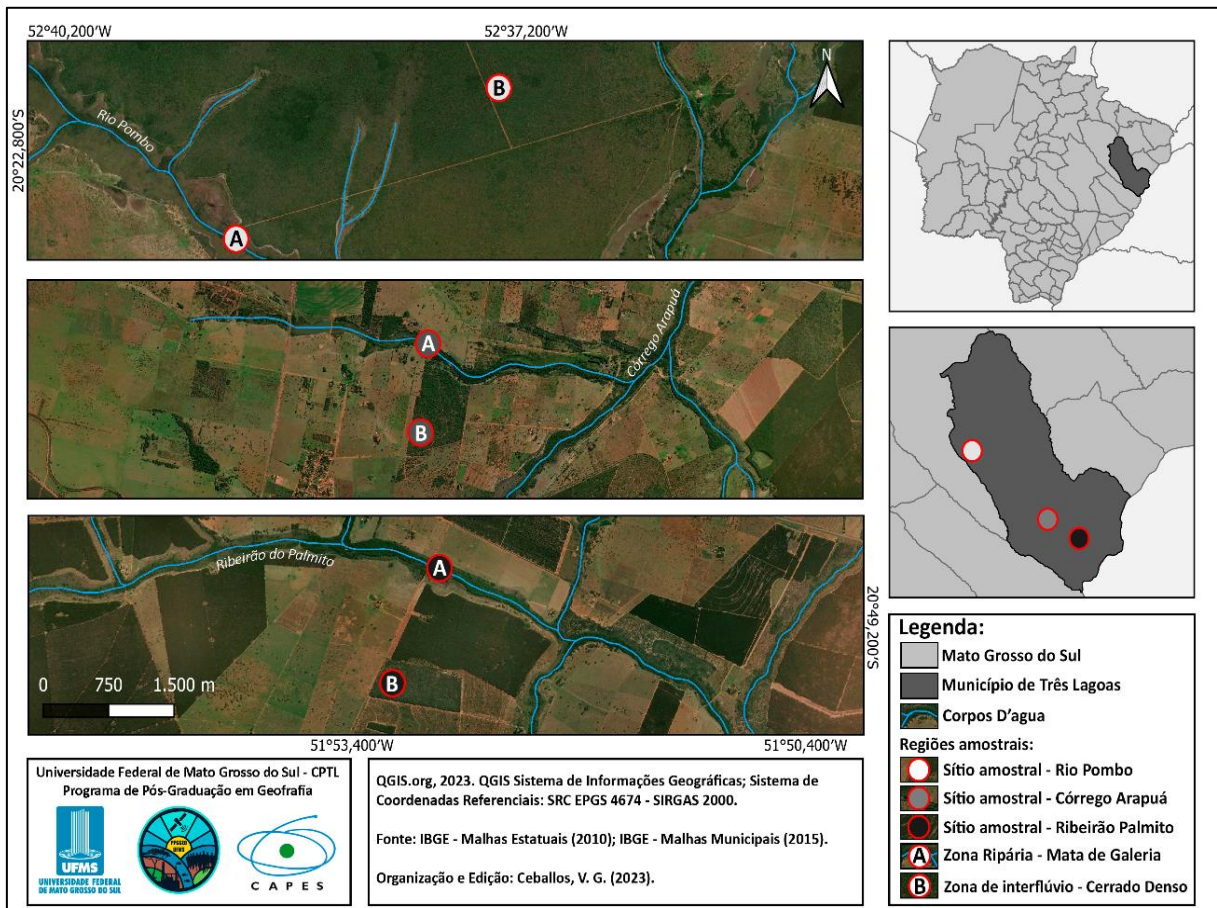 52°40,200'W
52°37,200'W
20°22,800'S
N
Rio Pombo
A
B
Córrego Arapuá
A
B
Ribeirão do Palmito
A
B
20°49,200'S
0 750 1.500 m
51°53,400'W
51°50,400'W
Universidade Federal de Mato Grosso do Sul - CPTL
Programa de Pós-Graduação em Geofrafia
PPGGEO
UFMS
UFMS
UNIVERSIDADE FEDERAL
DE MATO GROSSO DO SUL
CAPES
QGIS.org, 2023. QGIS Sistema de Informações Geográficas; Sistema de
Coordenadas Referenciais: SRC EPGS 4674 - SIRGAS 2000.
Fonte: IBGE - Malhas Estatuais (2010); IBGE - Malhas Municipais (2015).
Organização e Edição: Ceballos, V. G. (2023).
Legenda:
Mato Grosso do Sul
Município de Três Lagoas
Corpos D'agua
Regiões amostrais:
Sítio amostral - Rio Pombo
Sítio amostral - Córrego Arapuá
Sítio amostral - Ribeirão Palmito
A Zona Ripária - Mata de Galeria
B Zona de interflúvio - Cerrado Denso